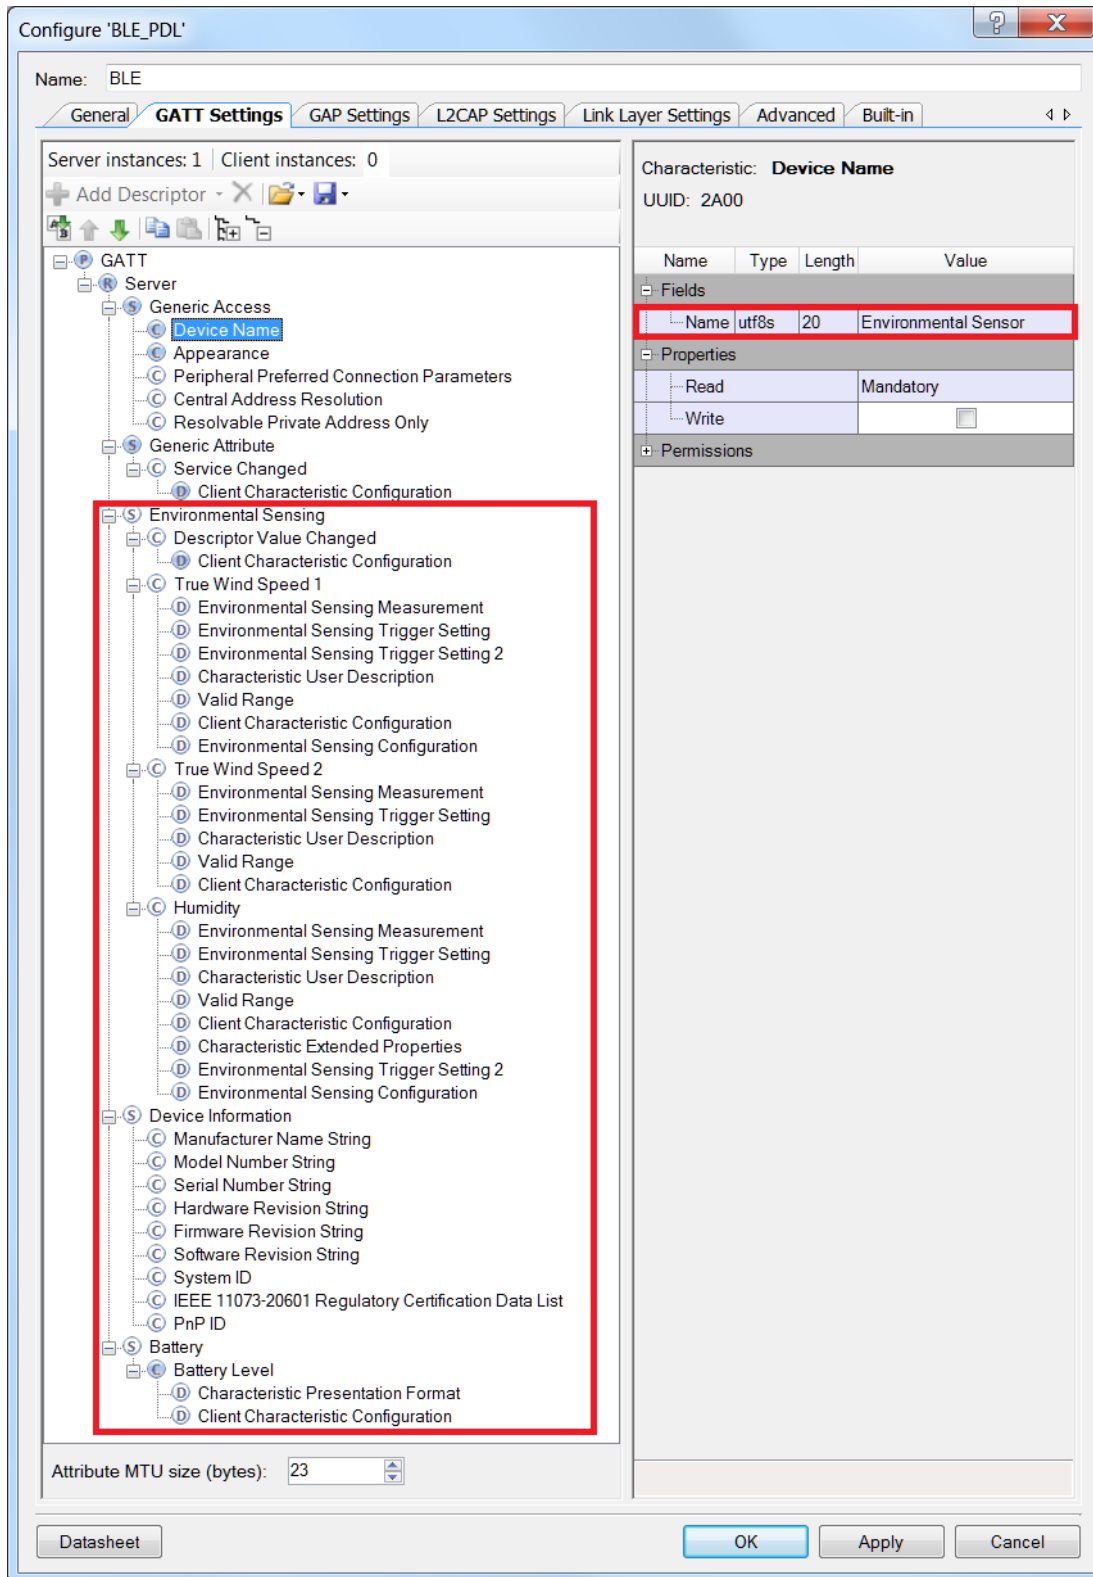 Configure 'BLE_PDL'
Name: BLE
General GATT Settings GAP Settings L2CAP Settings Link Layer Settings Advanced Built-in
Server instances: 1 Client instances: 0
Add Descriptor
GATT
Server
Generic Access
Device Name
Appearance
Peripheral Preferred Connection Parameters
Central Address Resolution
Resolvable Private Address Only
Generic Attribute
Service Changed
Client Characteristic Configuration
Environmental Sensing
Descriptor Value Changed
Client Characteristic Configuration
True Wind Speed 1
Environmental Sensing Measurement
Environmental Sensing Trigger Setting
Environmental Sensing Trigger Setting 2
Characteristic User Description
Valid Range
Client Characteristic Configuration
Environmental Sensing Configuration
True Wind Speed 2
Environmental Sensing Measurement
Environmental Sensing Trigger Setting
Characteristic User Description
Valid Range
Client Characteristic Configuration
Humidity
Environmental Sensing Measurement
Environmental Sensing Trigger Setting
Characteristic User Description
Valid Range
Client Characteristic Configuration
Characteristic Extended Properties
Environmental Sensing Trigger Setting 2
Environmental Sensing Configuration
Device Information
Manufacturer Name String
Model Number String
Serial Number String
Hardware Revision String
Firmware Revision String
Software Revision String
System ID
IEEE 11073-20601 Regulatory Certification Data List
PnP ID
Battery
Battery Level
Characteristic Presentation Format
Client Characteristic Configuration
Attribute MTU size (bytes): 23
Characteristic: Device Name
UUID: 2A00
Name Type Length Value
Fields
Name utf8s 20 Environmental Sensor
Properties
Read Mandatory
Write
Permissions
Datasheet OK Apply Cancel